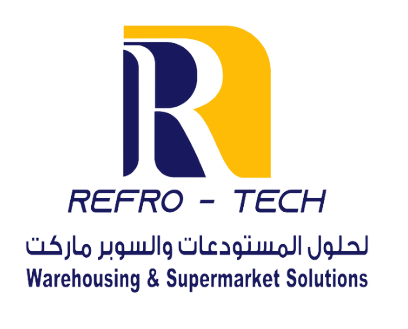 R
REFRO - TECH
لحلول المستودعات والسوبر ماركت
Warehousing & Supermarket Solutions